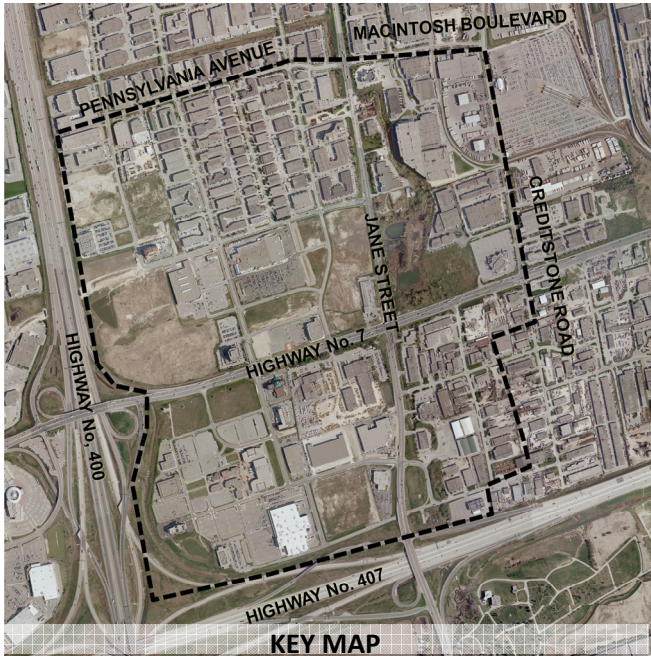 MACINTOSH BOULEVARD
PENNSYLVANIA AVENUE
CREDITSTONE ROAD
JANE STREET
HIGHWAY No. 7
HIGHWAY No. 400
HIGHWAY No. 407
KEY MAP